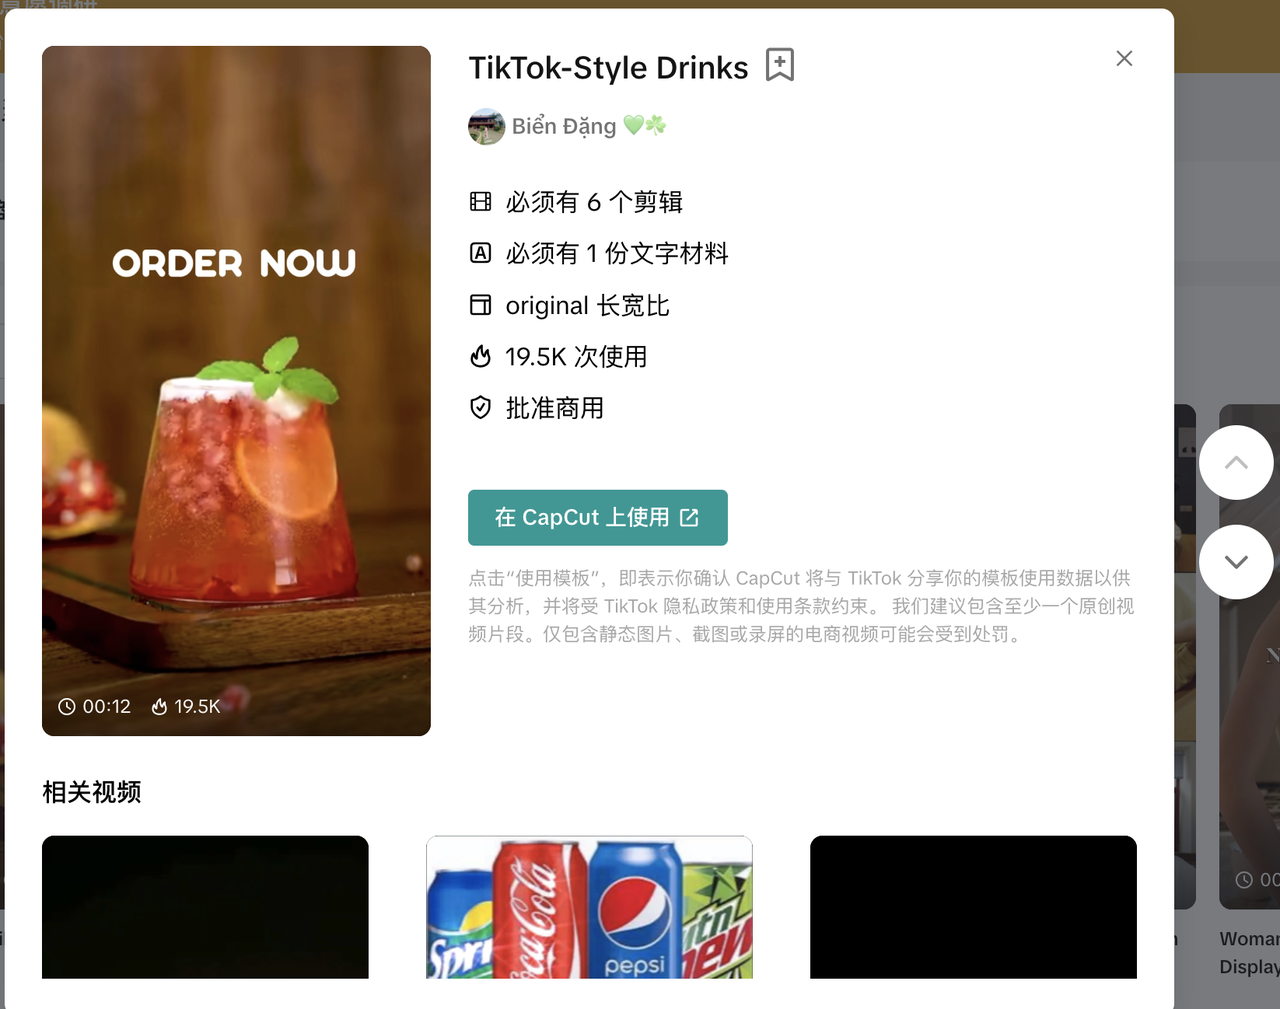 TikTok-Style Drinks
Biển Đặng 💚☘️
必须有 6 个剪辑
必须有 1 份文字材料
original 长宽比
19.5K 次使用
批准商用
在 CapCut 上使用
点击“使用模板”，即表示你确认 CapCut 将与 TikTok 分享你的模板使用数据以供
其分析，并将受 TikTok 隐私政策和使用条款约束。 我们建议包含至少一个原创视
频片段。仅包含静态图片、截图或录屏的电商视频可能会受到处罚。
ORDER NOW
00:12 19.5K
相关视频
Coca-Cola
pepsi
Woman
Display